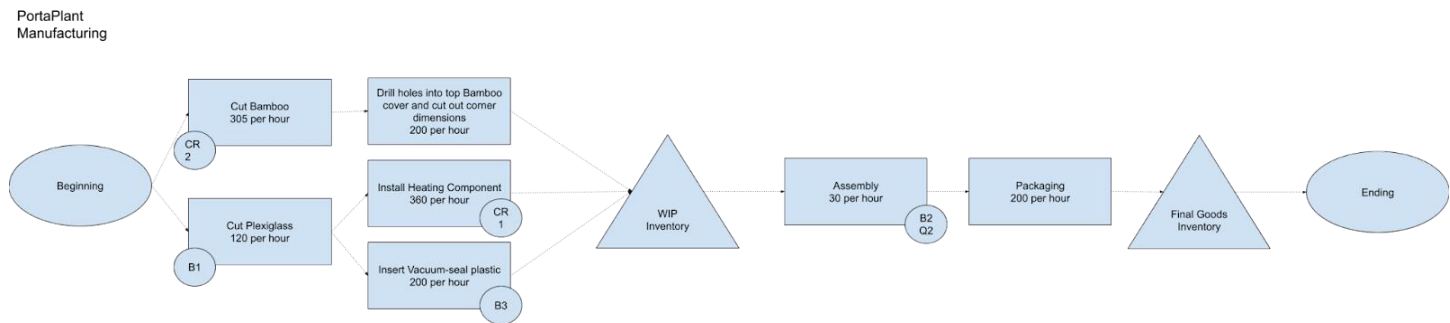 PortaPlant
Manufacturing
Beginning
Cut Bamboo
305 per hour
CR
2
Drill holes into top Bamboo
cover and cut out corner
dimensions
200 per hour
Cut Plexiglass
120 per hour
B1
Install Heating Component
360 per hour
CR
1
Insert Vacuum-seal plastic
200 per hour
B3
WIP
Inventory
Assembly
30 per hour
B2
Q2
Packaging
200 per hour
Final Goods
Inventory
Ending